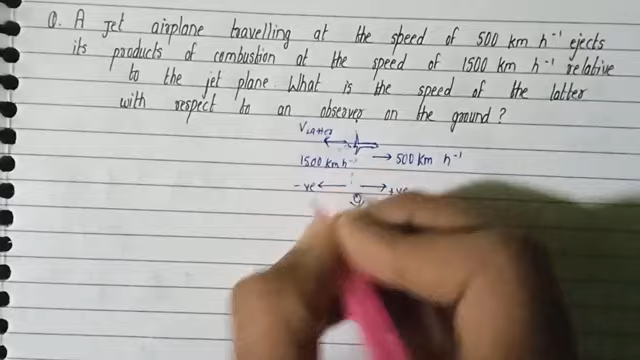 Q. A Jet airplane travelling at the speed of 500 km h⁻¹ ejects
its products of combustion at the speed of 1500 km h⁻¹ relative
to the jet plane. What is the speed of the latter
with respect to an observer on the ground?
VLatter
1500 km h⁻¹ → 500 km h⁻¹
-ve ← → +ve